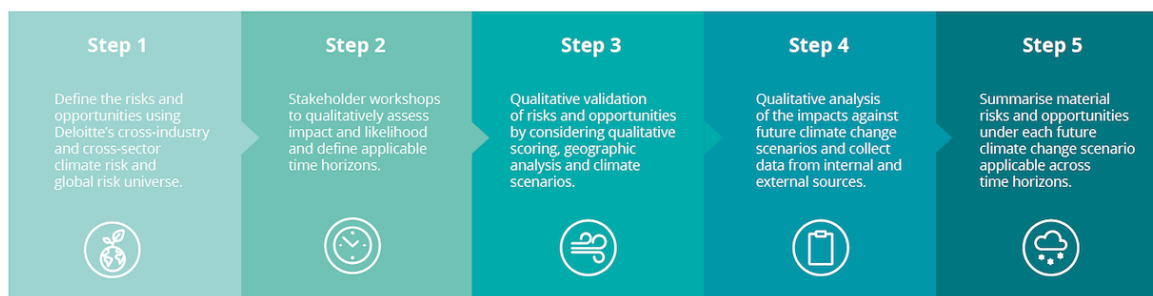 Step 1
Define the risks and
opportunities using
Deloitte's cross-industry
and cross-sector
climate risk and
global risk universe.
Step 2
Stakeholder workshops
to qualitatively assess
impact and likelihood
and define applicable
time horizons.
Step 3
Qualitative validation
of risks and opportunities
by considering qualitative
scoring, geographic
analysis and climate
scenarios.
Step 4
Qualitative analysis
of the impacts against
future climate change
scenarios and collect
data from internal and
external sources.
Step 5
Summarise material
risks and opportunities
under each future
climate change scenario
applicable across
time horizons.